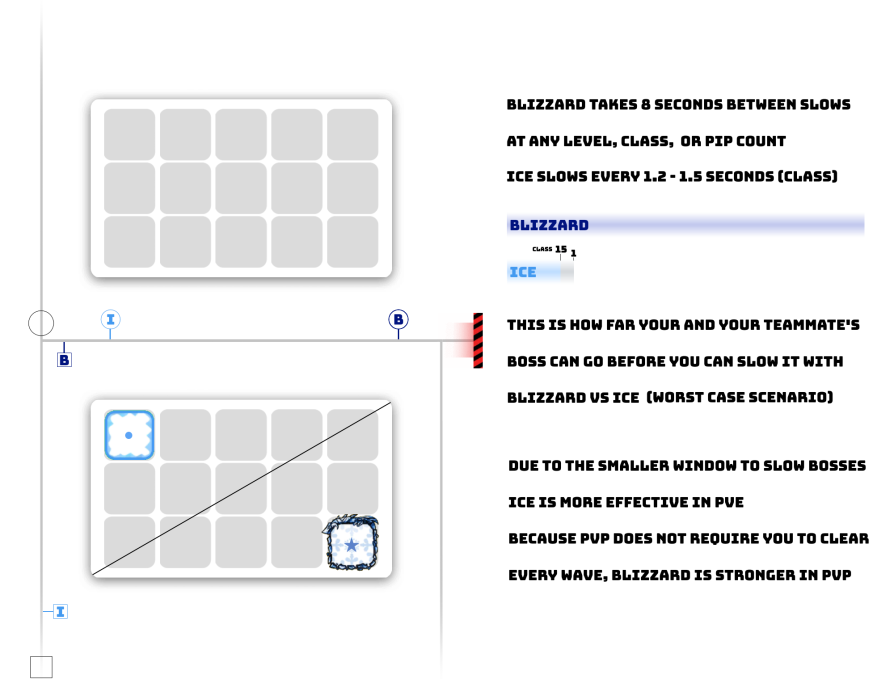 BLIZZARD TAKES 8 SECONDS BETWEEN SLOWS
AT ANY LEVEL, CLASS, OR PIP COUNT
ICE SLOWS EVERY 1.2 - 1.5 SECONDS (CLASS)
BLIZZARD
CLASS 15 1
ICE
I
B
B
THIS IS HOW FAR YOUR AND YOUR TEAMMATE'S
BOSS CAN GO BEFORE YOU CAN SLOW IT WITH
BLIZZARD VS ICE (WORST CASE SCENARIO)
DUE TO THE SMALLER WINDOW TO SLOW BOSSES
ICE IS MORE EFFECTIVE IN PVE
BECAUSE PVP DOES NOT REQUIRE YOU TO CLEAR
EVERY WAVE, BLIZZARD IS STRONGER IN PVP
I